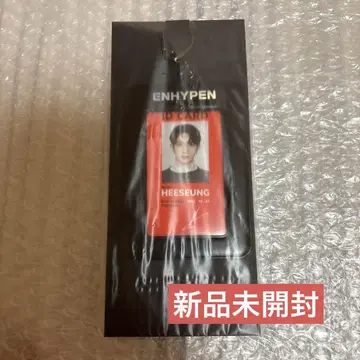 ENHYPEN
ID CARD
HEESEUNG
新品未開封